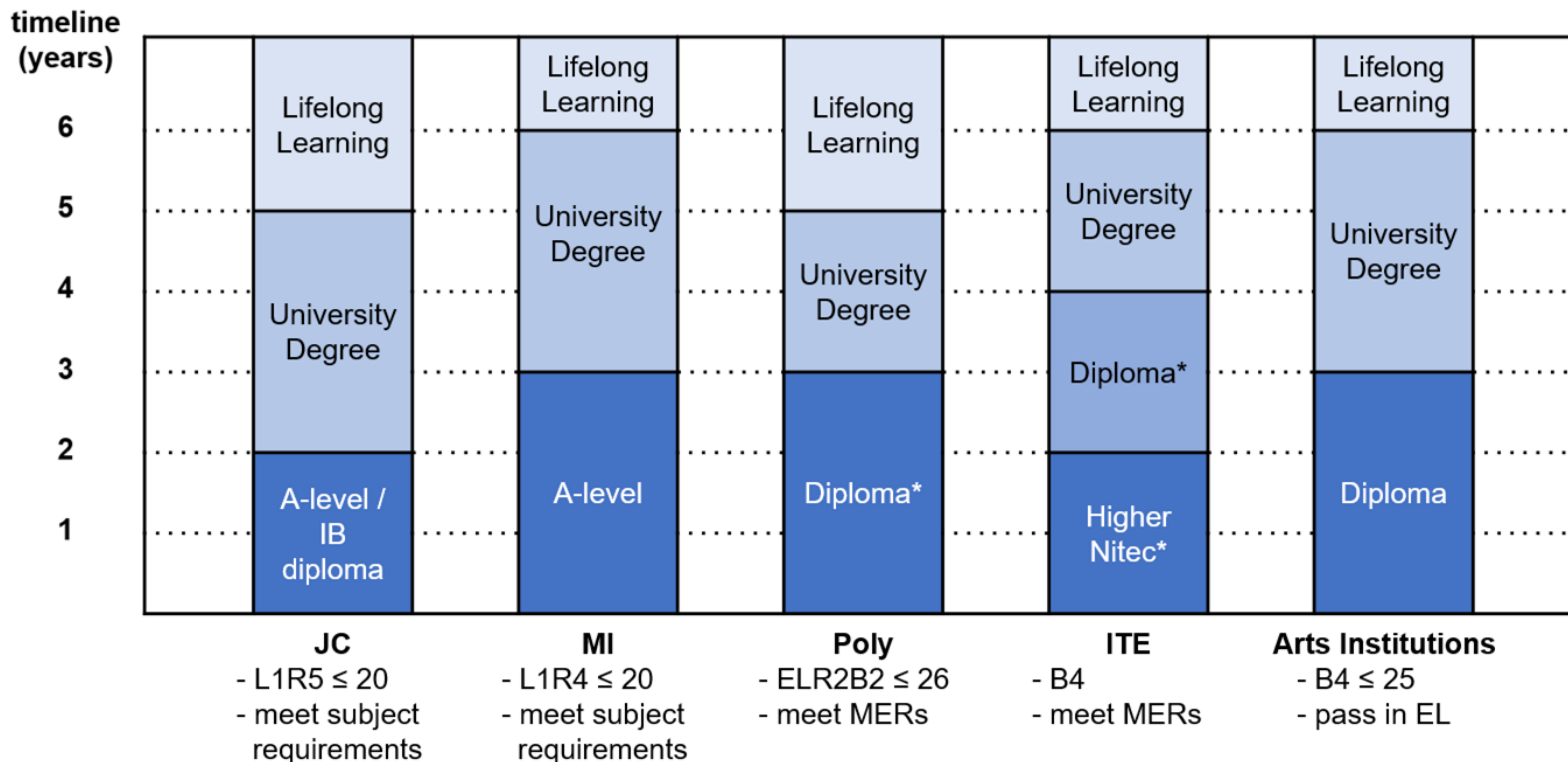 timeline
(years)
6
5
4
3
2
1
Lifelong
Learning
University
Degree
A-level /
IB
diploma
Lifelong
Learning
University
Degree
A-level
Lifelong
Learning
University
Degree
Diploma*
Lifelong
Learning
University
Degree
Diploma*
Higher
Nitec*
Lifelong
Learning
University
Degree
Diploma
JC
- L1R5 ≤ 20
- meet subject
requirements
MI
- L1R4 ≤ 20
- meet subject
requirements
Poly
- ELR2B2 ≤ 26
- meet MERs
ITE
- B4
- meet MERs
Arts Institutions
- B4 ≤ 25
- pass in EL